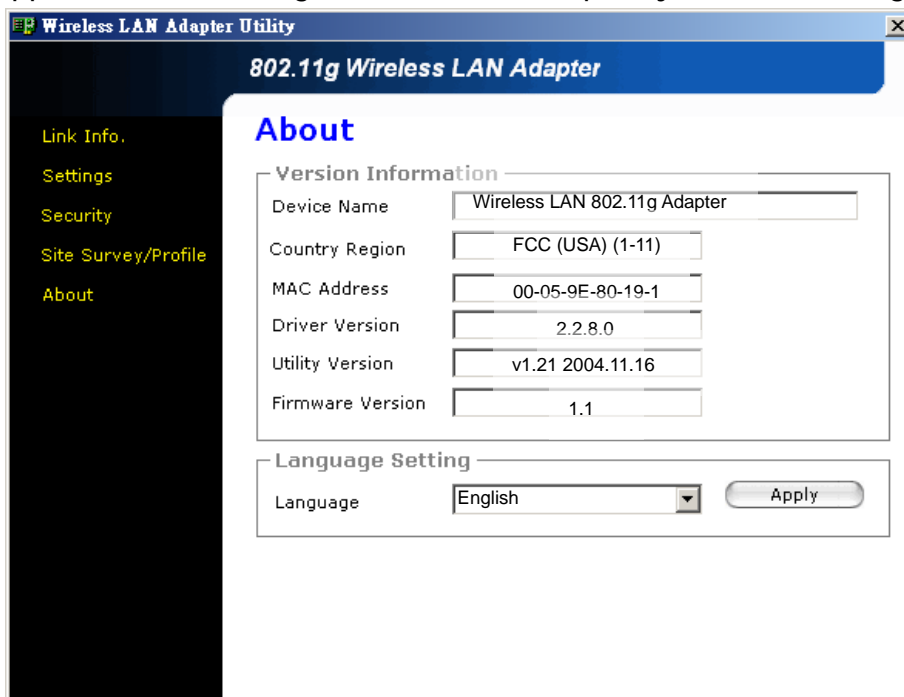 Wireless LAN Adapter Utility
802.11g Wireless LAN Adapter
Link Info.
Settings
Security
Site Survey/Profile
About
About
Version Information
Device Name Wireless LAN 802.11g Adapter
Country Region FCC (USA) (1-11)
MAC Address 00-05-9E-80-19-1
Driver Version 2.2.8.0
Utility Version v1.21 2004.11.16
Firmware Version 1.1
Language Setting
Language English Apply